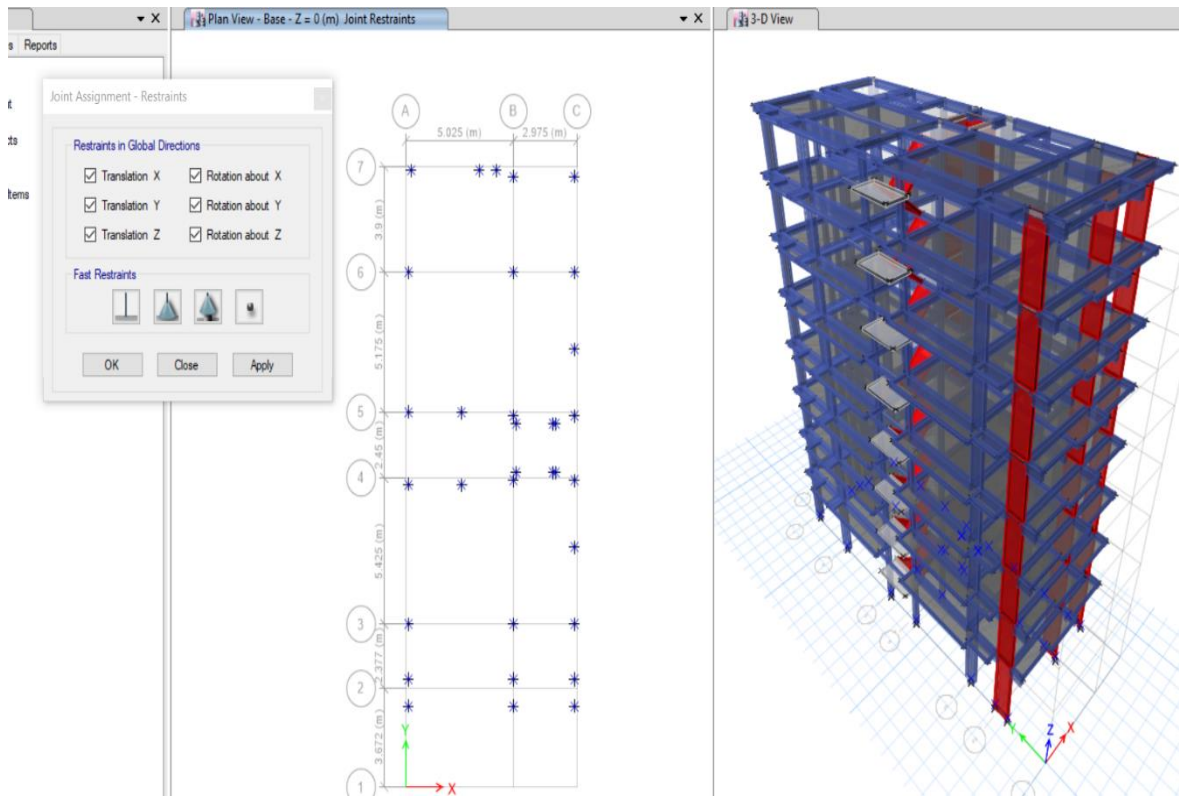 Plan View - Base - Z = 0 (m) Joint Restraints
3-D View
Reports
Joint Assignment - Restraints
Restraints in Global Directions
Translation X
Rotation about X
Translation Y
Rotation about Y
Translation Z
Rotation about Z
Fast Restraints
OK
Close
Apply
A
B
C
5.025 (m)
2.975 (m)
7
3.9 (m)
6
5.175 (m)
5
2.45 (m)
4
5.425 (m)
3
2.377 (m)
2
3.672 (m)
1
Y
X
Y
Z
X